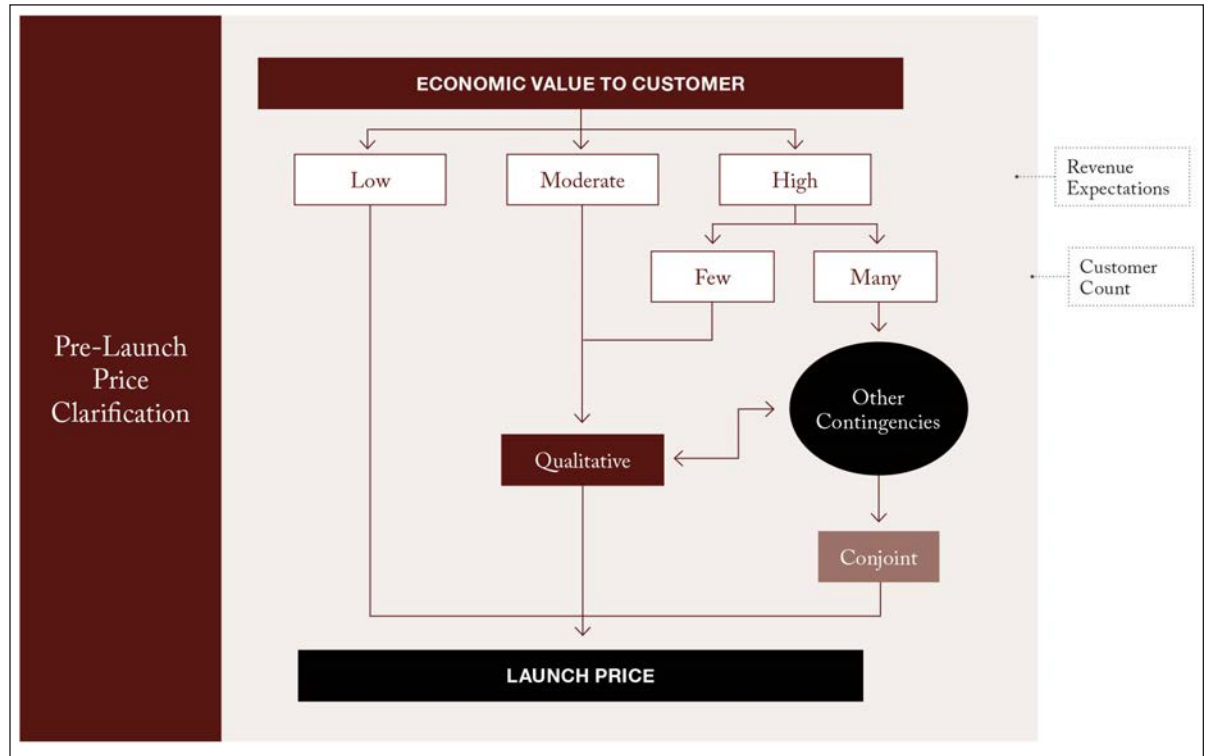 Pre-Launch
Price
Clarification
ECONOMIC VALUE TO CUSTOMER
Low
Moderate
High
Revenue
Expectations
Few
Many
Customer
Count
Other
Contingencies
Qualitative
Conjoint
LAUNCH PRICE